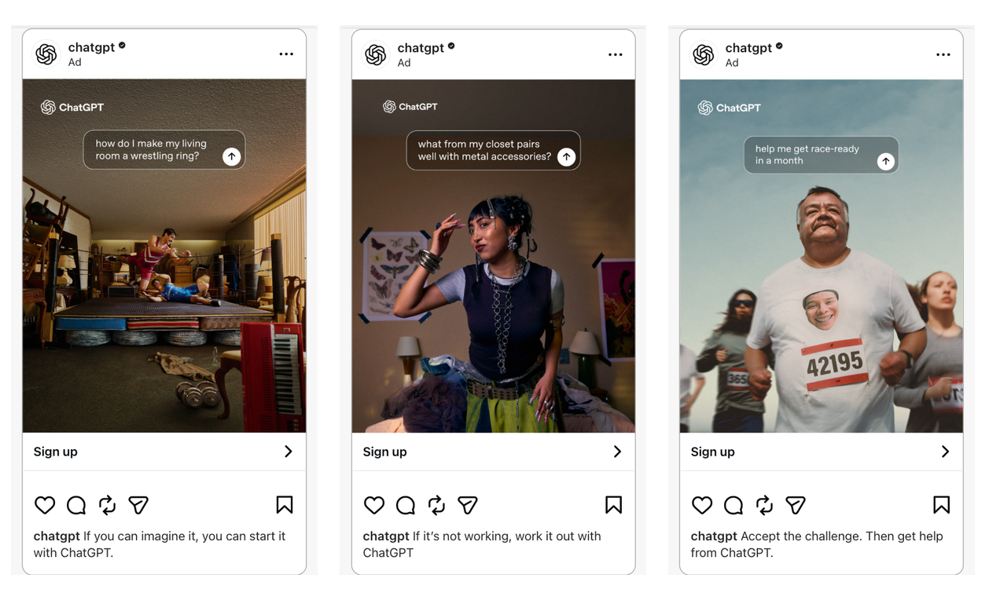 chatgpt
Ad
ChatGPT
how do I make my living
room a wrestling ring?
Sign up
chatgpt If you can imagine it, you can start it
with ChatGPT.
chatgpt
Ad
ChatGPT
what from my closet pairs
well with metal accessories?
Sign up
chatgpt If it's not working, work it out with
ChatGPT
chatgpt
Ad
ChatGPT
help me get race-ready
in a month
365
42195
Sign up
chatgpt Accept the challenge. Then get help
from ChatGPT.